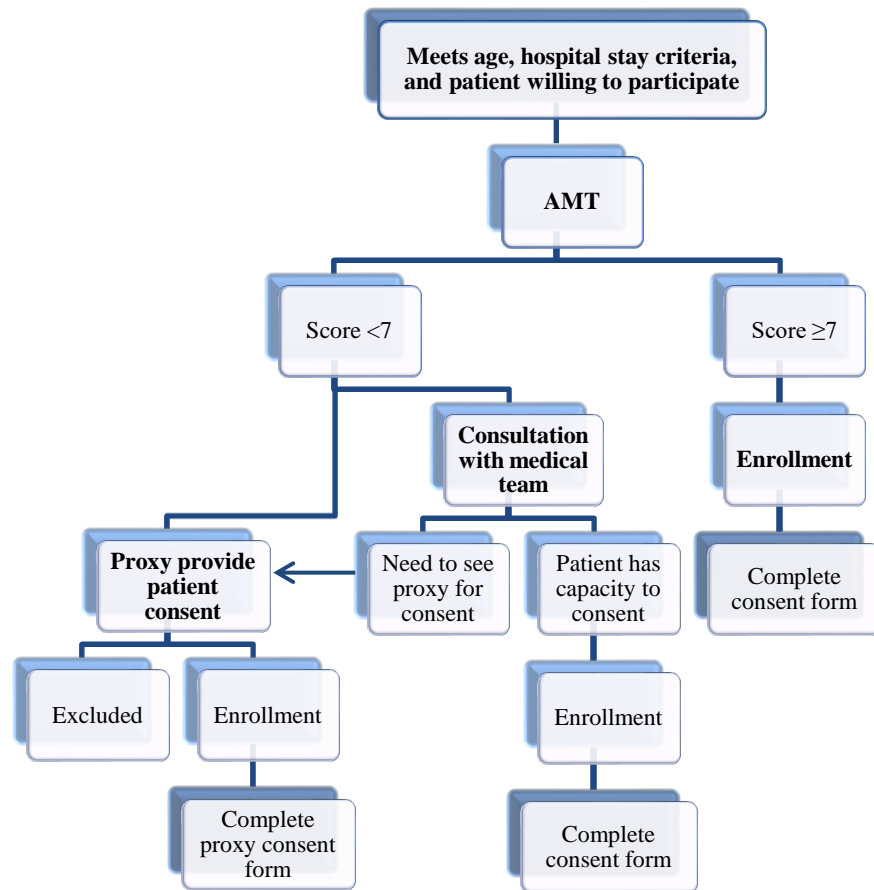 Meets age, hospital stay criteria,
and patient willing to participate
AMT
Score <7
Score ≥7
Consultation
with medical
team
Enrollment
Proxy provide
patient
consent
Need to see
proxy for
consent
Patient has
capacity to
consent
Complete
consent form
Excluded
Enrollment
Enrollment
Complete
proxy consent
form
Complete
consent form